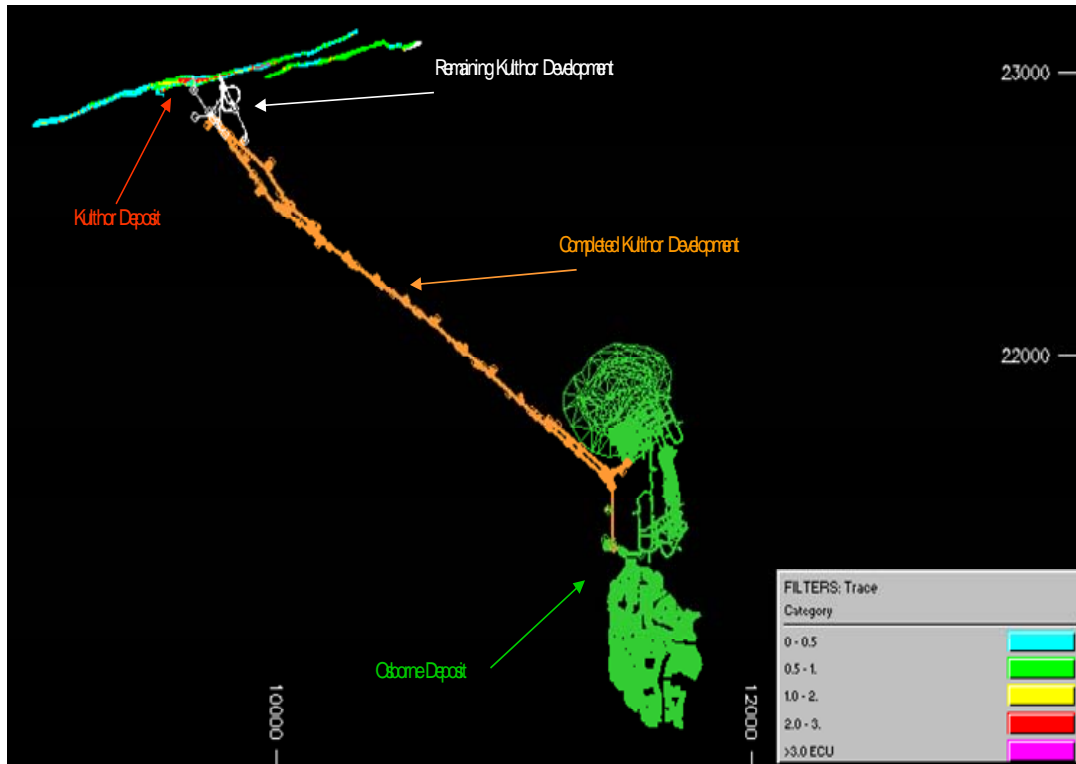 23000
Remaining Kulthor Development
Kulthor Deposit
Completed Kulthor Development
22000
Osborne Deposit
10000
12000
FILTERS: Trace
Category
0 - 0.5
0.5 - 1.
1.0 - 2.
2.0 - 3.
>3.0 ECU